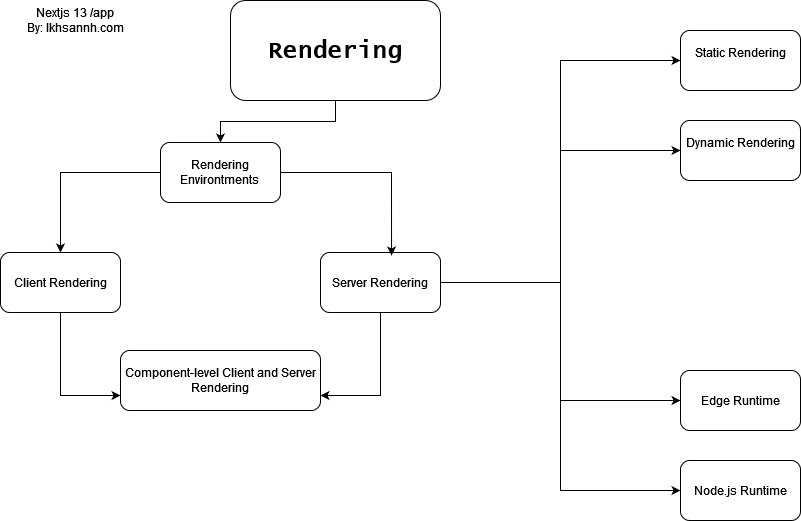 Nextjs 13 /app
By: Ikhsannh.com
Rendering
Static Rendering
Dynamic Rendering
Rendering
Environtments
Client Rendering
Server Rendering
Component-level Client and Server
Rendering
Edge Runtime
Node.js Runtime